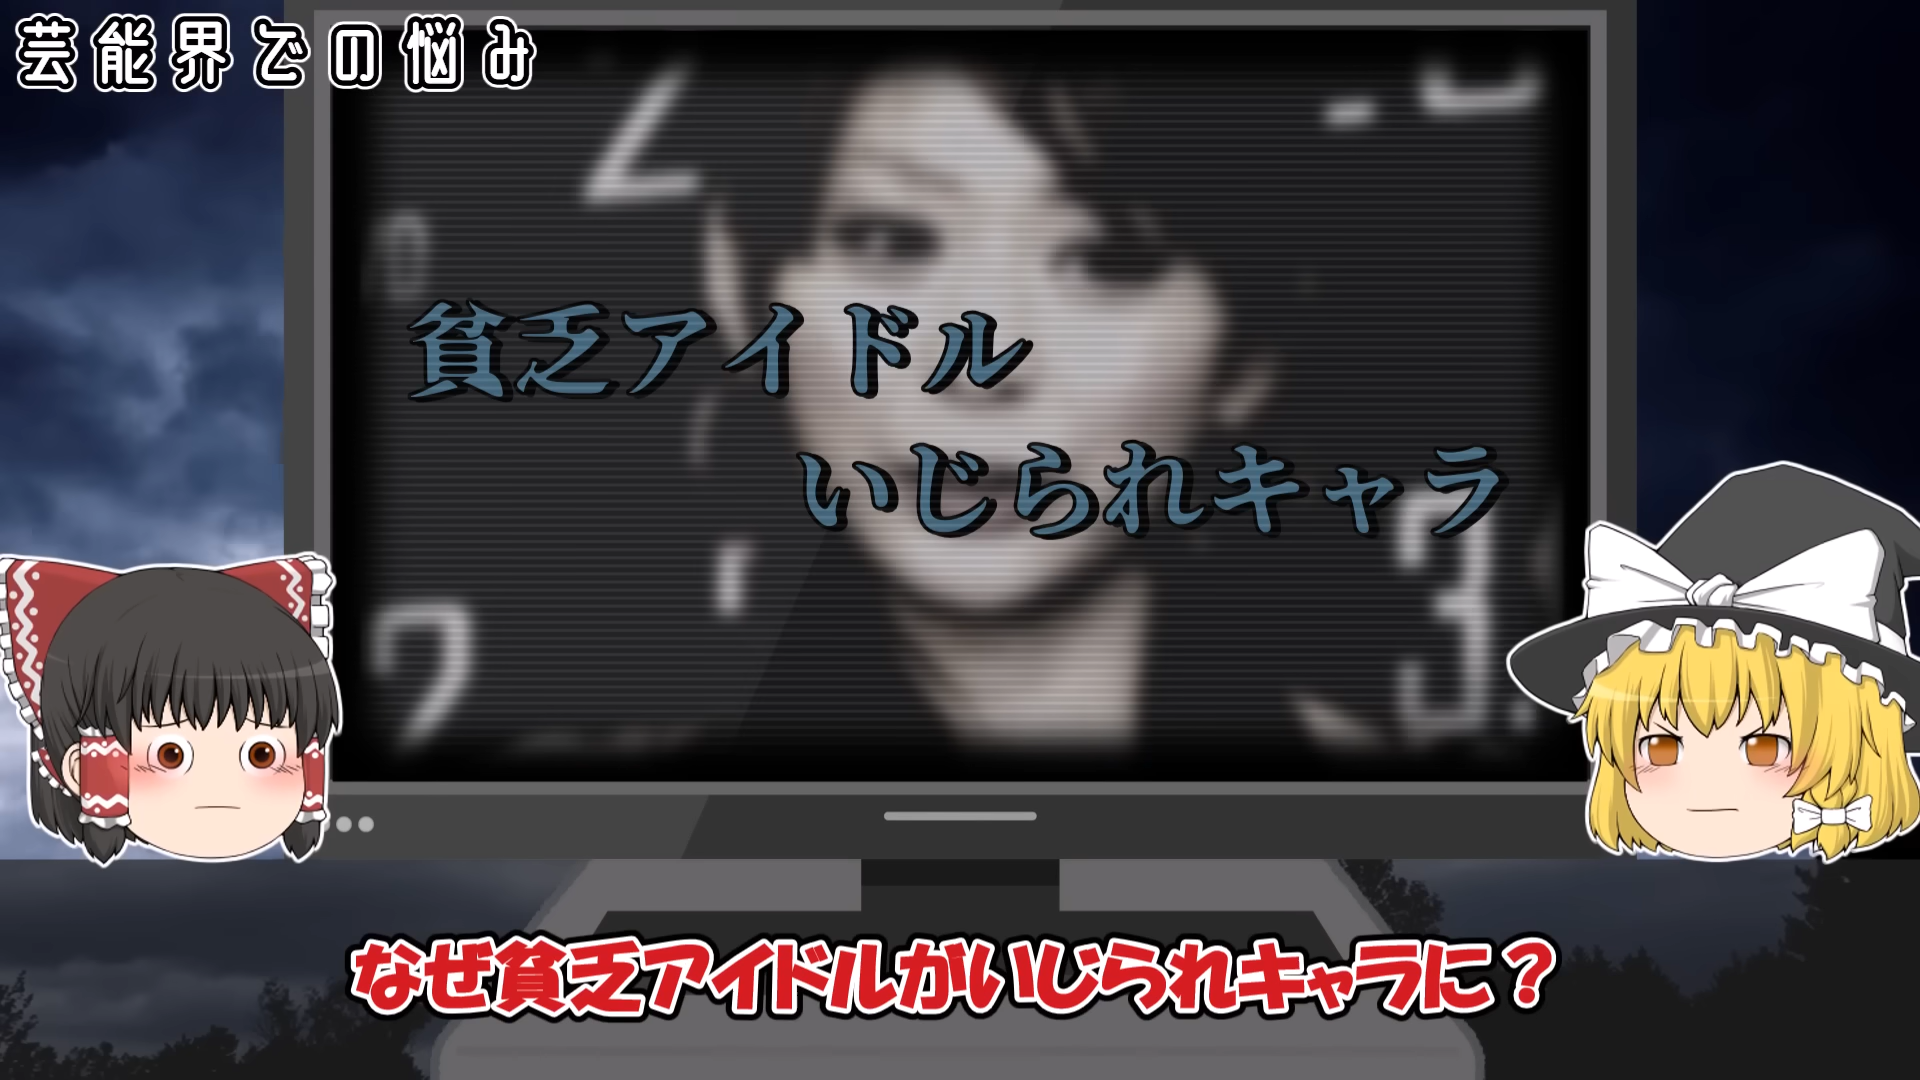 芸能界での悩み
貧乏アイドル
いじられキャラ
なぜ貧乏アイドルがいじられキャラに？